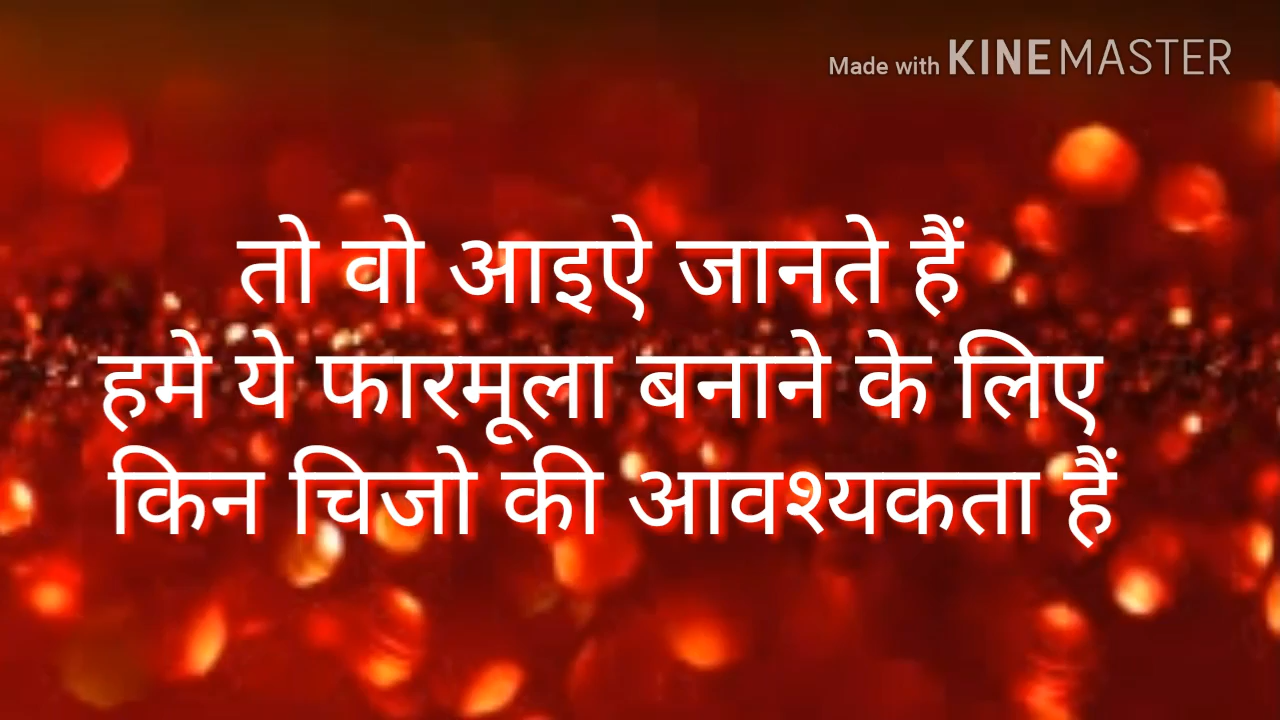 Made with KINEMASTER
तो वो आइऐ जानते हैं
हमे ये फारमूला बनाने के लिए
किन चिजो की आवश्यकता हैं